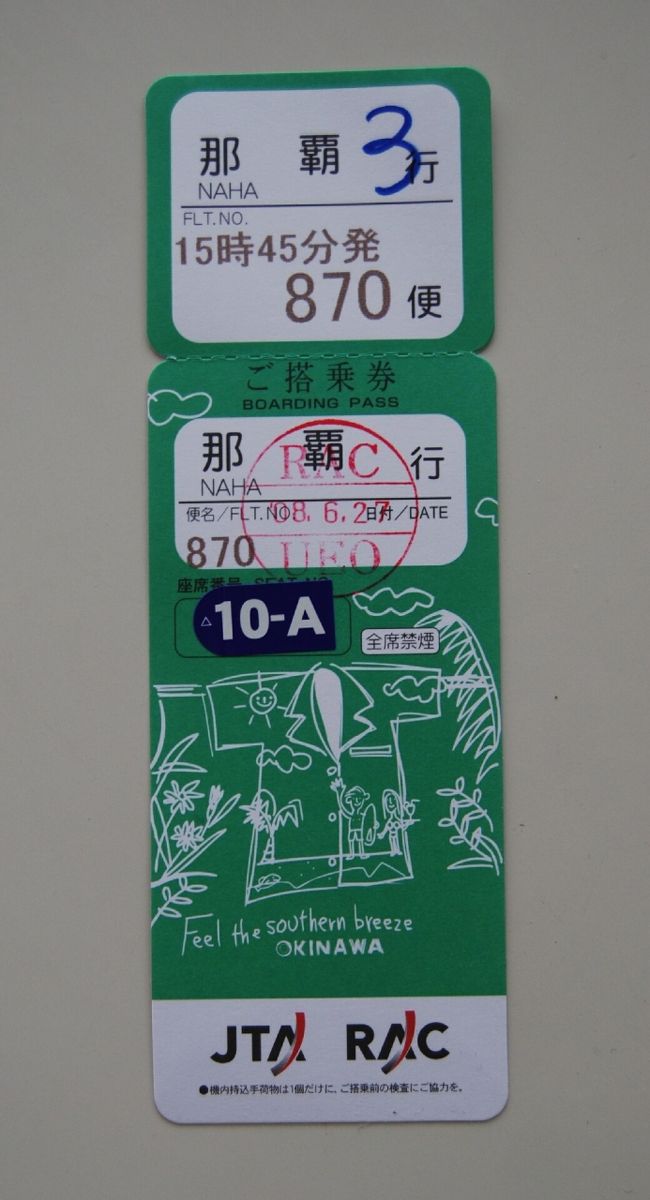 那覇行
3
NAHA
FLT.NO.
15時45分発
870便
ご搭乗券
BOARDING PASS
那覇行
NAHA
便名/FLT.NO. 日付/DATE
RAC
'08. 6.27
UEO
870
座席番号 SEAT NO.
△10-A
全席禁煙
Feel the southern breeze
OKINAWA
JTA RAC
●機内持込手荷物は1個だけに、ご搭乗前の検査にご協力を。